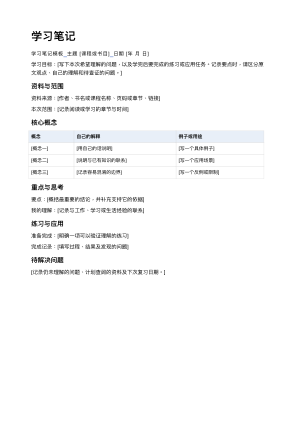 学习笔记
学习笔记模板_主题 [课程或书目]_日期 [年 月 日]
学习目标：[写下本次希望理解的问题，以及学完后要完成的练习或应用任务。记录要点时，请区分原文观点、自己的理解和待查证的问题。]
资料与范围
资料来源：[作者、书名或课程名称、页码或章节、链接]
本次范围：[记录阅读或学习的章节与时间]
核心概念
概念 自己的解释 例子或用途
[概念一] [用自己的话说明] [写一个具体例子]
[概念二] [说明与已有知识的联系] [写一个应用场景]
[概念三] [记录容易混淆的边界] [写一个反例或限制]
重点与思考
要点：[概括最重要的结论，并补充支持它的依据]
我的理解：[记录与工作、学习或生活经验的联系]
练习与应用
准备完成：[明确一项可以验证理解的练习]
完成记录：[填写过程、结果及发现的问题]
待解决问题
[记录仍未理解的问题、计划查阅的资料及下次复习日期。]